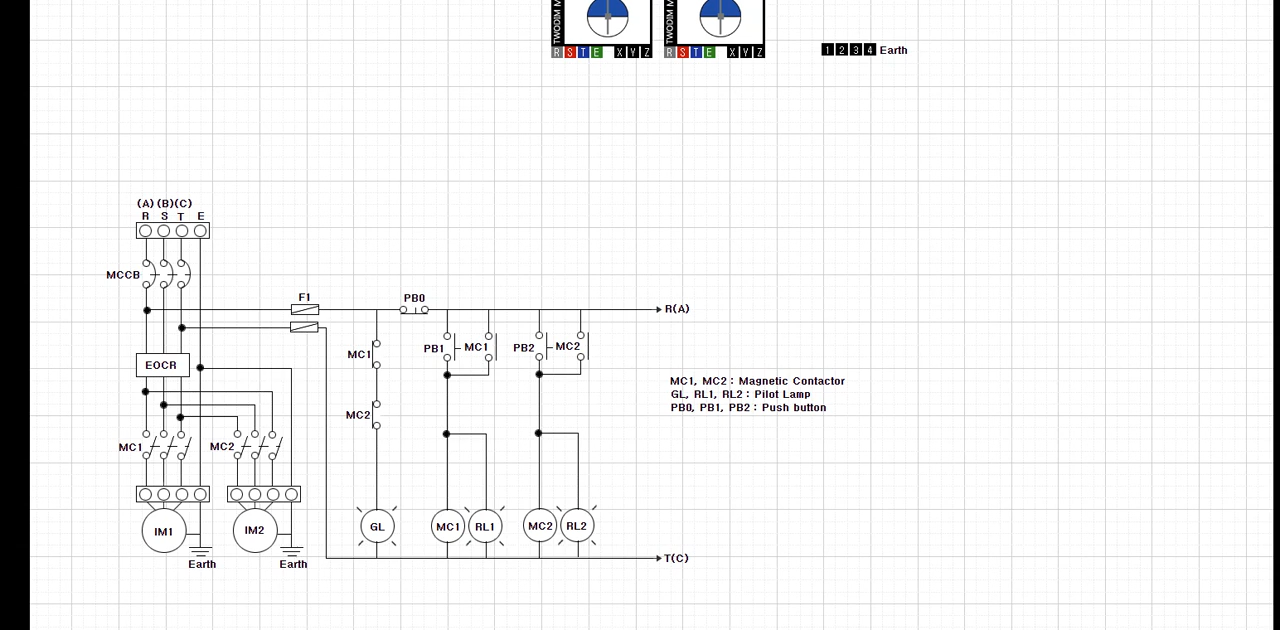 TWODIM M
TWODIM M
R S T E X Y Z
R S T E X Y Z
1 2 3 4 Earth
(A) (B) (C)
R S T E
MCCB
F1
PB0
R(A)
EOCR
MC1
PB1
MC1
PB2
MC2
MC2
MC1, MC2 : Magnetic Contactor
GL, RL1, RL2 : Pilot Lamp
PB0, PB1, PB2 : Push button
MC1
MC2
IM1
IM2
GL
MC1
RL1
MC2
RL2
Earth
Earth
T(C)